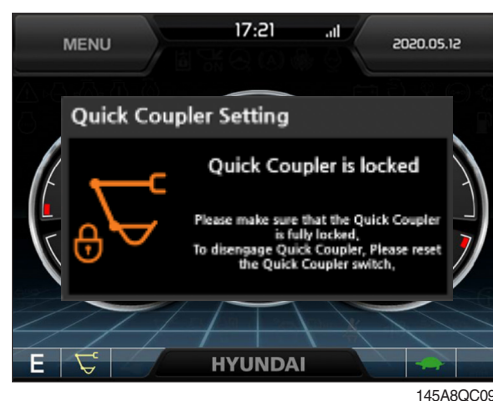 MENU
17:21
2020.05.12
Quick Coupler Setting
Quick Coupler is locked
Please make sure that the Quick Coupler
is fully locked,
To disengage Quick Coupler, Please reset
the Quick Coupler switch,
E
HYUNDAI
145A8QC09